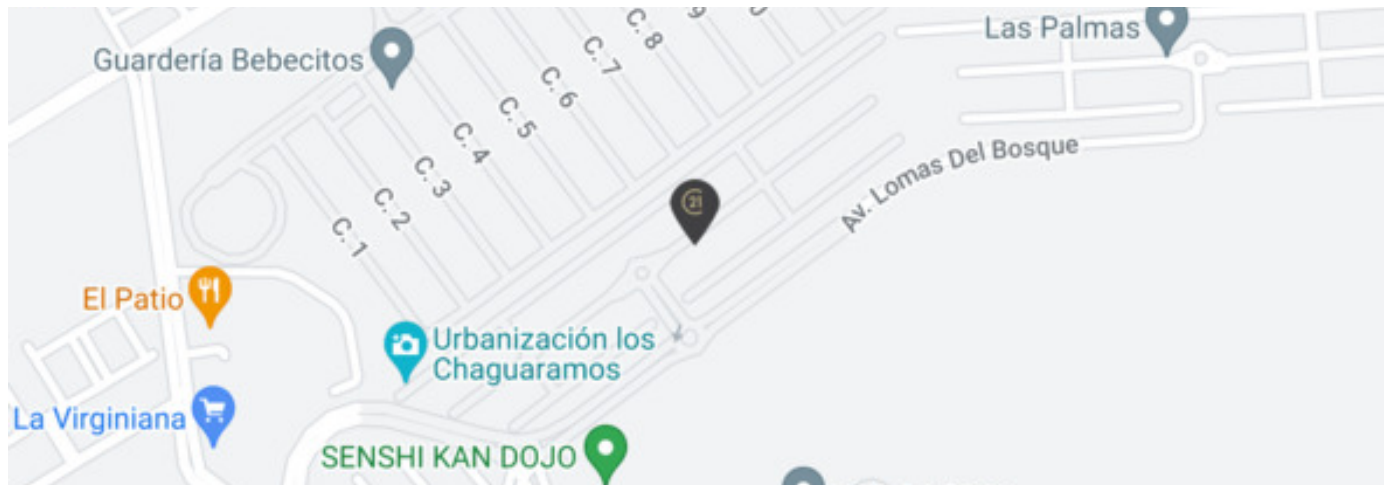 Las Palmas
Guardería Bebecitos
C. 8
C. 7
C. 6
C. 5
C. 4
C. 3
C. 2
C. 1
Av. Lomas Del Bosque
21
El Patio
Urbanización los
Chaguaramos
La Virginiana
SENSHI KAN DOJO